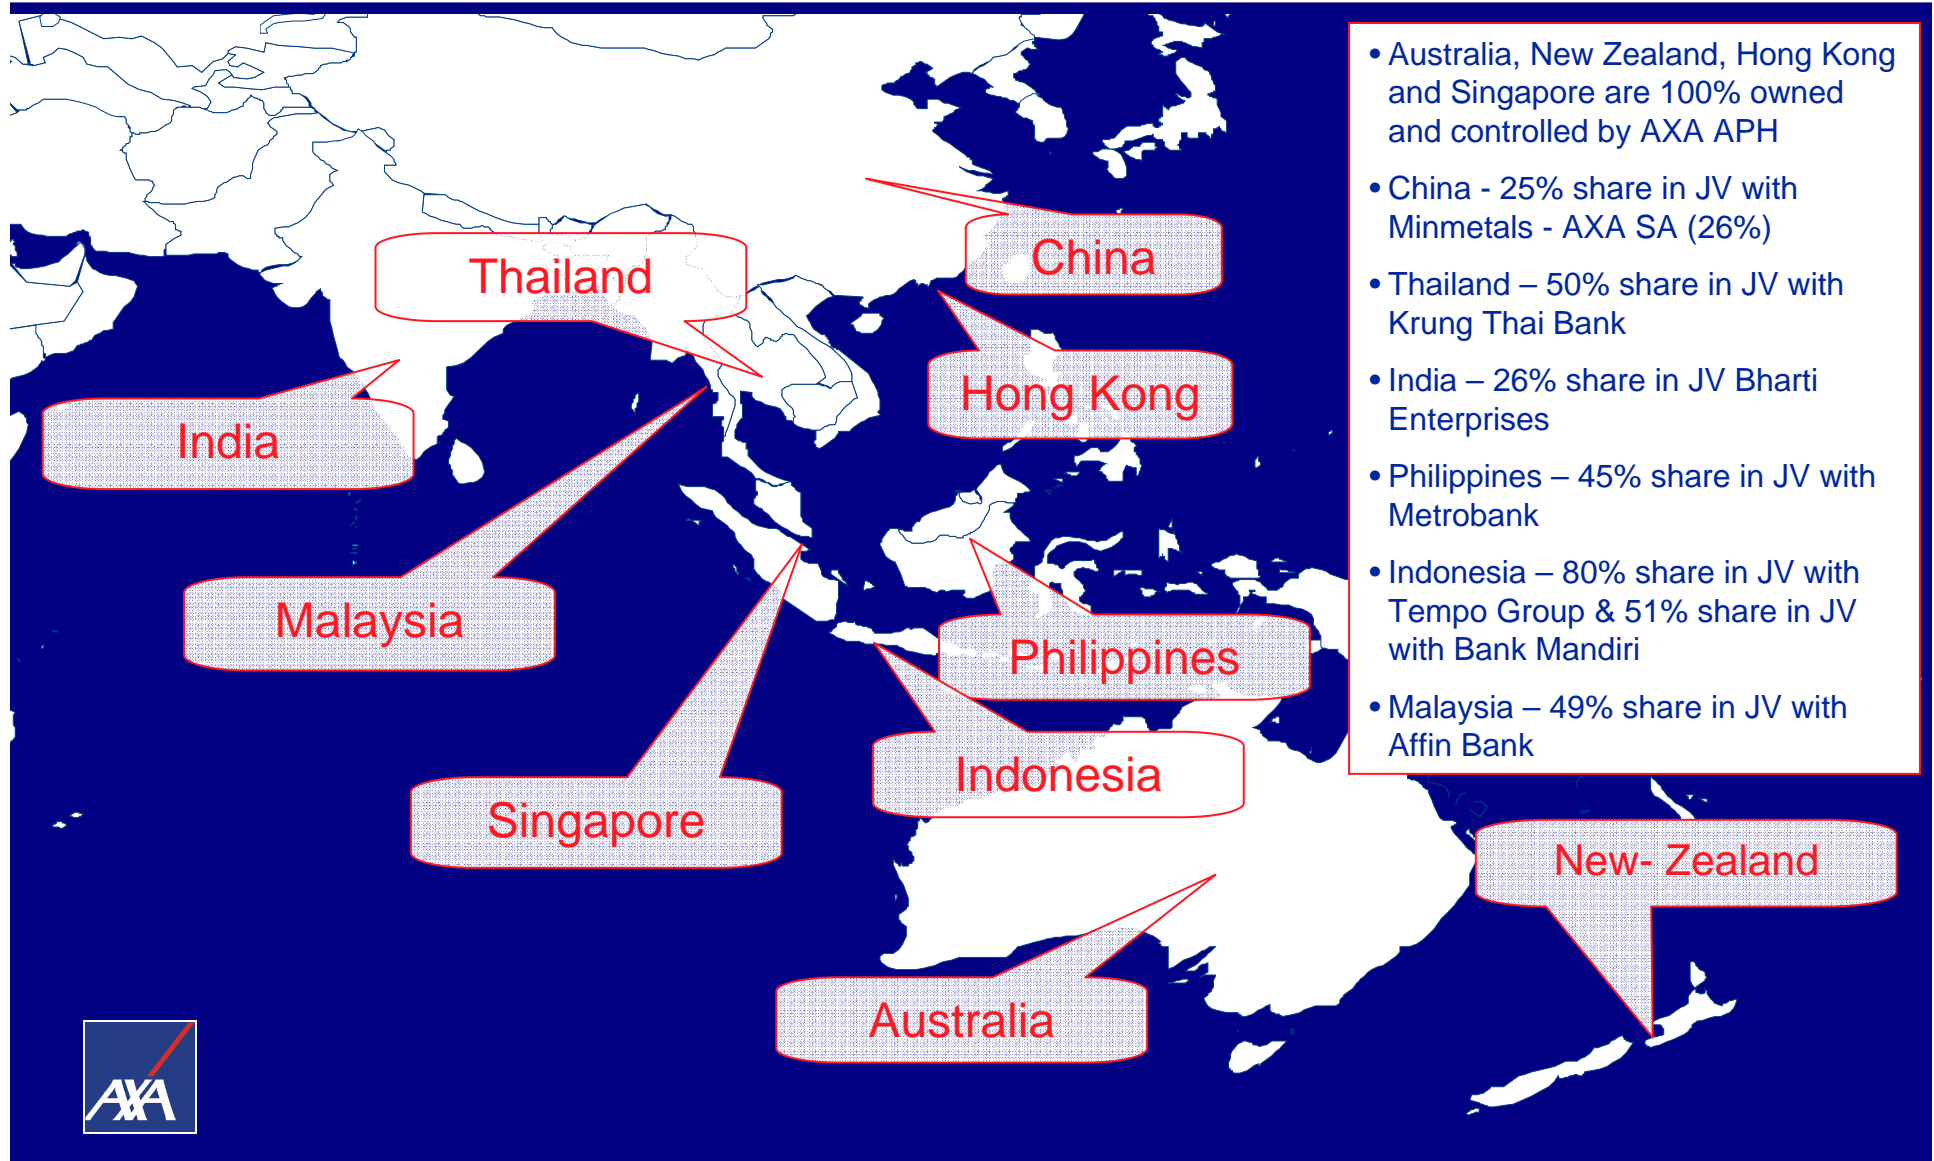 • Australia, New Zealand, Hong Kong
and Singapore are 100% owned
and controlled by AXA APH
• China - 25% share in JV with
Minmetals - AXA SA (26%)
• Thailand – 50% share in JV with
Krung Thai Bank
• India – 26% share in JV Bharti
Enterprises
• Philippines – 45% share in JV with
Metrobank
• Indonesia – 80% share in JV with
Tempo Group & 51% share in JV
with Bank Mandiri
• Malaysia – 49% share in JV with
Affin Bank
China
Thailand
Hong Kong
India
Malaysia
Philippines
Indonesia
Singapore
New- Zealand
Australia
AXA